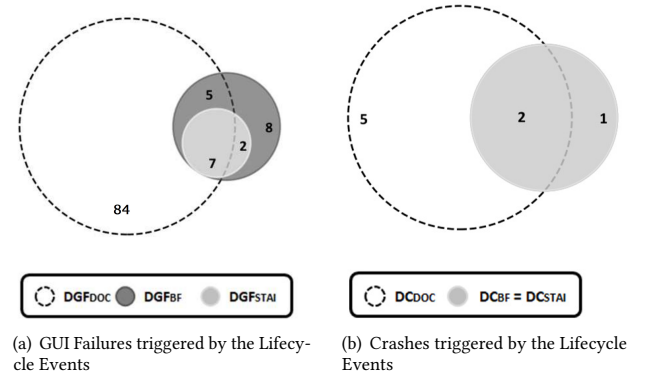 5
8
2
7
84
5
2
1
DGFDOC DGFBF DGFSTAI
DCDOC DCBF = DCSTAI
(a) GUI Failures triggered by the Lifecy-
cle Events
(b) Crashes triggered by the Lifecycle
Events